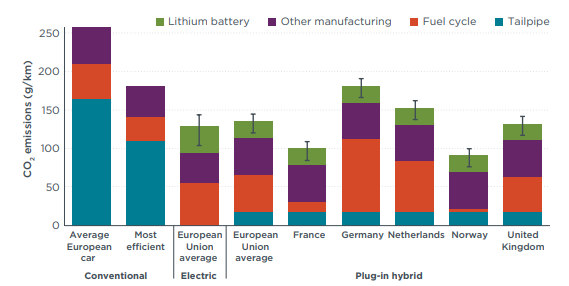 Lithium battery Other manufacturing Fuel cycle Tailpipe
CO2 emissions (g/km)
250
200
150
100
50
0
Average European car
Most efficient
European Union average
European Union average
France
Germany
Netherlands
Norway
United Kingdom
Conventional
Electric
Plug-in hybrid